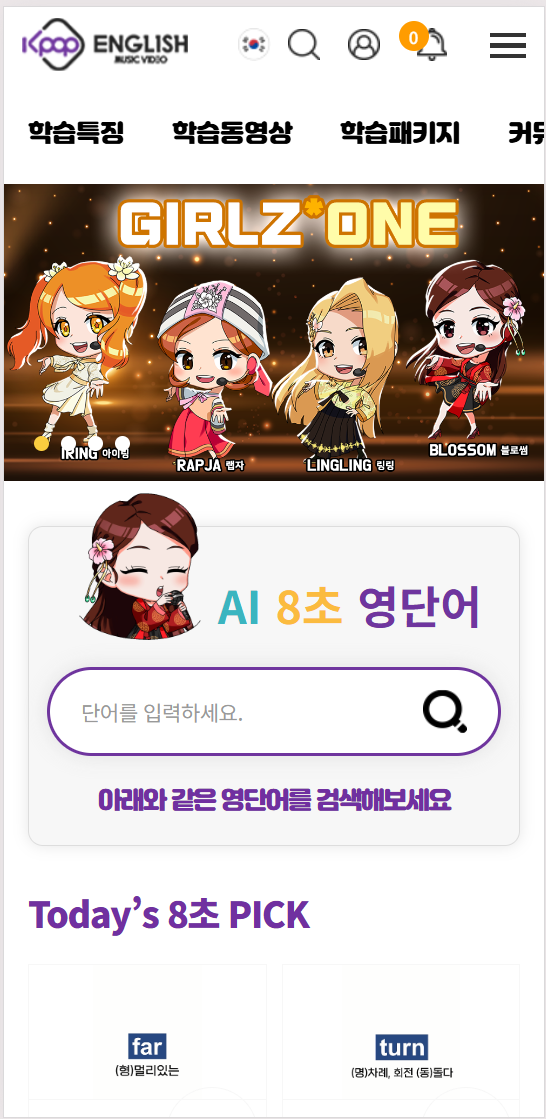 Kpop ENGLISH
MUSIC VIDEO
0
학습특징 학습동영상 학습패키지
GIRLZ*ONE
IRING 아이링
RAPJA 랩자
LINGLING 링링
BLOSSOM 블로썸
AI 8초 영단어
단어를 입력하세요.
아래와 같은 영단어를 검색해보세요
Today’s 8초 PICK
far
(형)멀리있는
turn
(명)차례, 회전 (동)돌다